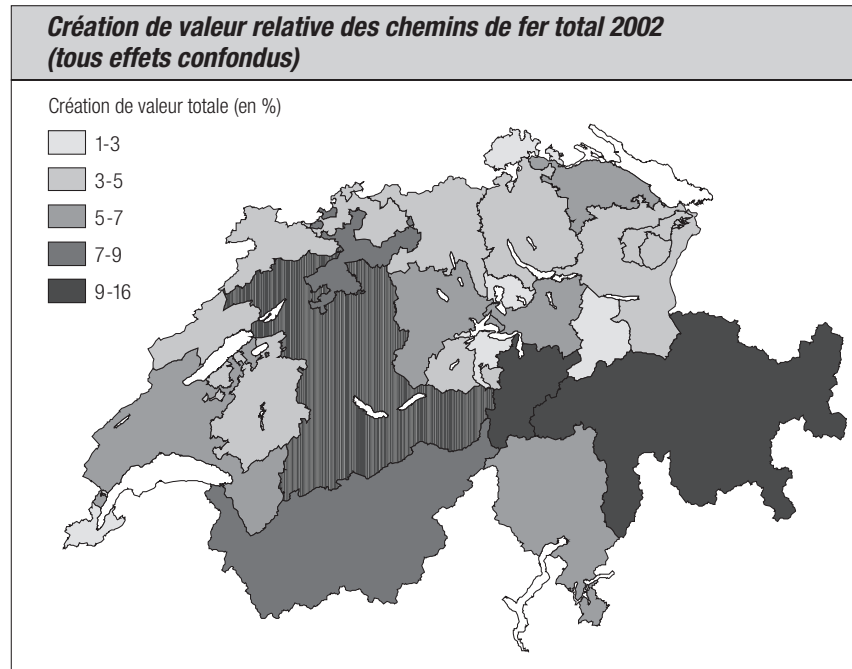 Création de valeur relative des chemins de fer total 2002
(tous effets confondus)
Création de valeur totale (en %)
1-3
3-5
5-7
7-9
9-16